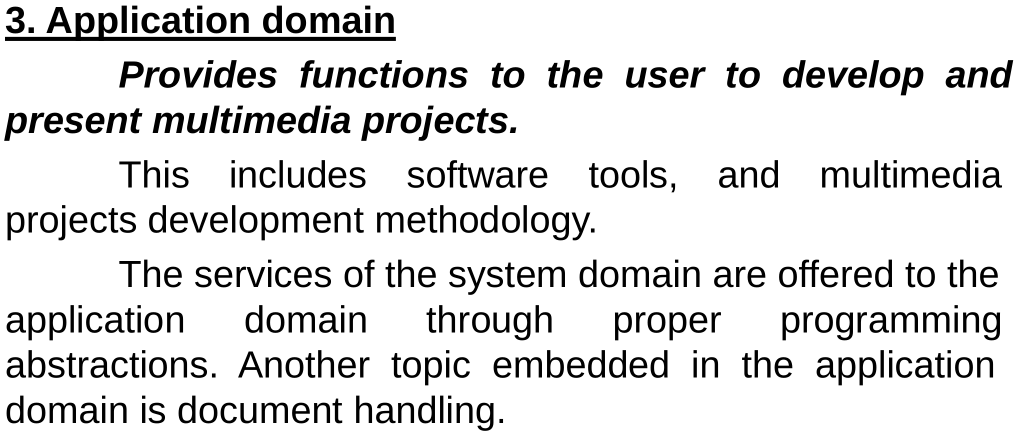 3. Application domain
Provides functions to the user to develop and
present multimedia projects.
This includes software tools, and multimedia
projects development methodology.
The services of the system domain are offered to the
application domain through proper programming
abstractions. Another topic embedded in the application
domain is document handling.